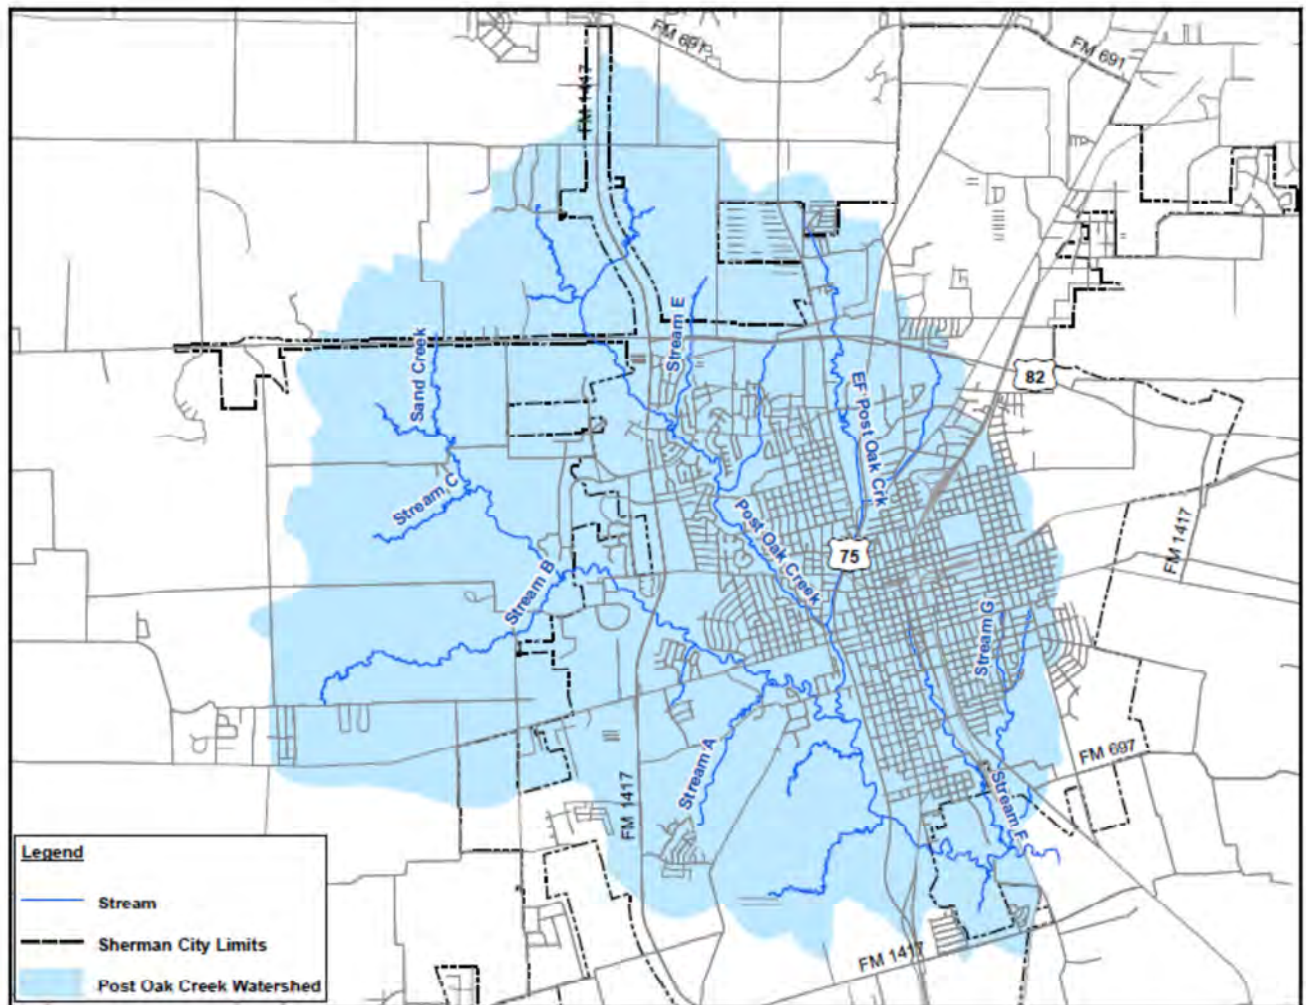 FM 691
FM 691
FM 1417
Stream E
Sand Creek
82
EF Post Oak Crk
Stream C
Post Oak Creek
75
FM 1417
Stream B
Stream G
Stream A
FM 697
Stream F
FM 1417
FM 1417
Legend
Stream
Sherman City Limits
Post Oak Creek Watershed